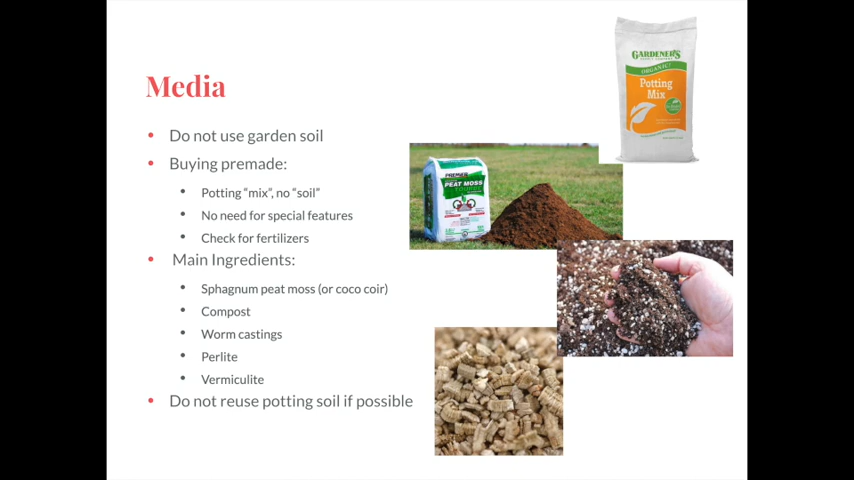 Media
Do not use garden soil
Buying premade:
Potting “mix”, no “soil”
No need for special features
Check for fertilizers
Main Ingredients:
Sphagnum peat moss (or coco coir)
Compost
Worm castings
Perlite
Vermiculite
Do not reuse potting soil if possible
GARDENER'S
ORGANIC
Potting
Mix
PREMIER
PEAT MOSS